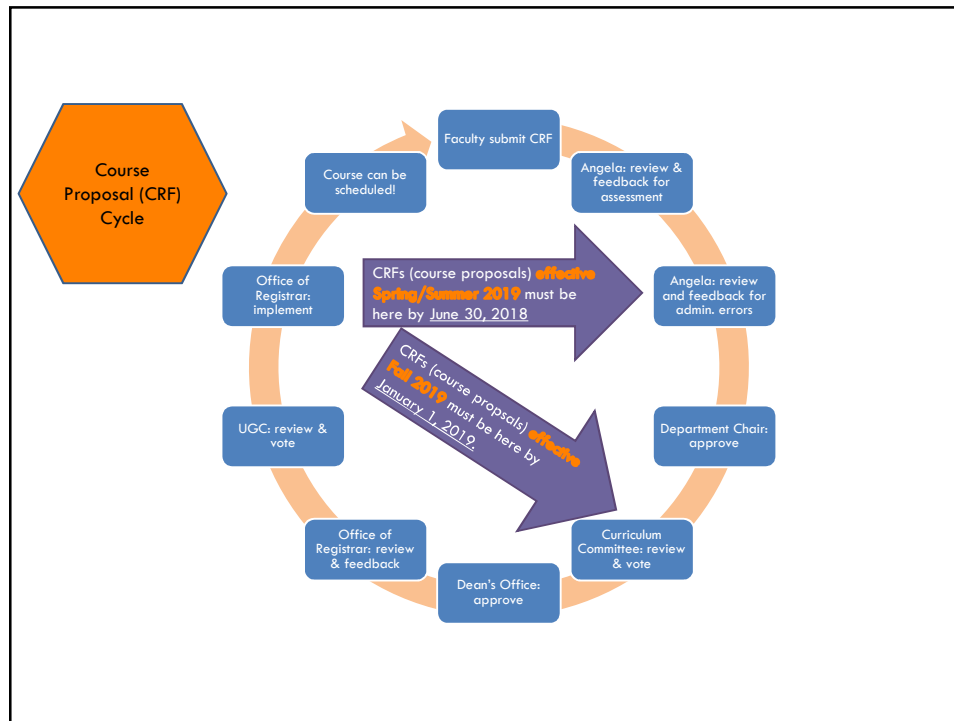 Course
Proposal (CRF)
Cycle
Faculty submit CRF
Angela: review &
feedback for
assessment
Angela: review
and feedback for
admin. errors
Department Chair:
approve
Curriculum
Committee: review
& vote
Dean's Office:
approve
Office of
Registrar: review
& feedback
UGC: review &
vote
Office of
Registrar:
implement
Course can be
scheduled!
CRFs (course proposals) effective
Spring/Summer 2019 must be
here by June 30, 2018
CRFs (course propsals) effective
Fall 2019 must be here by
January 1, 2019.